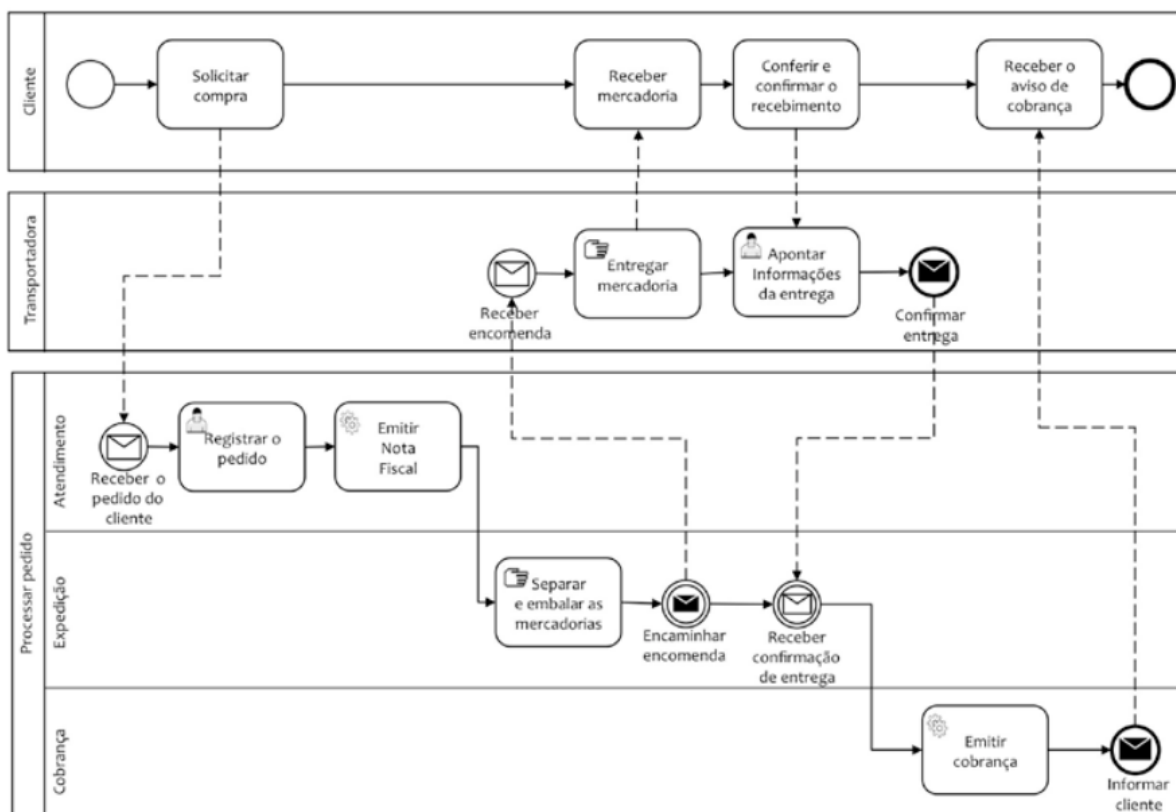 Cliente
Solicitar
compra
Receber
mercadoria
Conferir e
confirmar o
recebimento
Receber o
aviso de
cobrança
Transportadora
Receber
encomenda
Entregar
mercadoria
Apontar
Informações
da entrega
Confirmar
entrega
Processar pedido
Atendimento
Receber o
pedido do
cliente
Registrar o
pedido
Emitir
Nota
Fiscal
Expedição
Separar
e embalar as
mercadorias
Encaminhar
encomenda
Receber
confirmação
de entrega
Cobrança
Emitir
cobrança
Informar
cliente